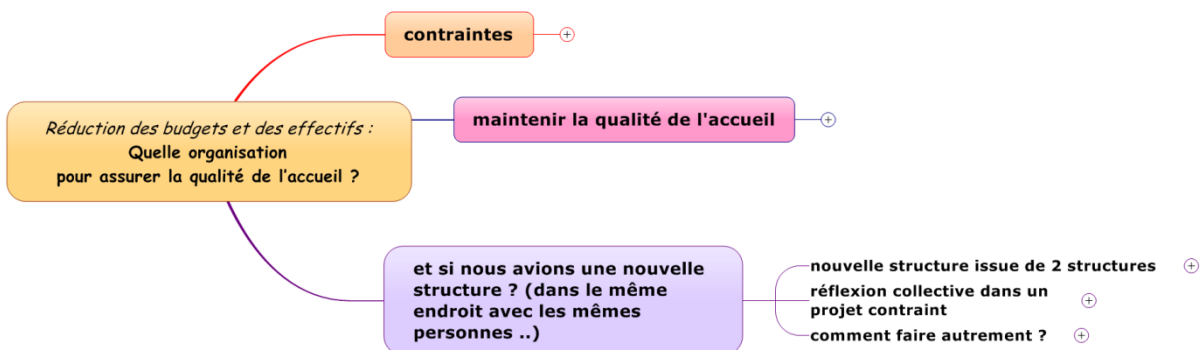 contraintes
Réduction des budgets et des effectifs :
Quelle organisation
pour assurer la qualité de l'accueil ?
maintenir la qualité de l'accueil
et si nous avions une nouvelle
structure ? (dans le même
endroit avec les mêmes
personnes ..)
nouvelle structure issue de 2 structures
réflexion collective dans un
projet contraint
comment faire autrement ?